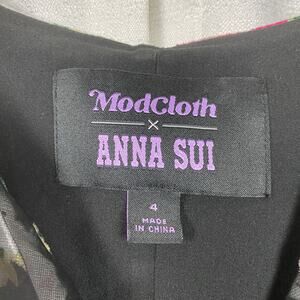 ModCloth
×
ANNA SUI
4
MADE
IN CHINA